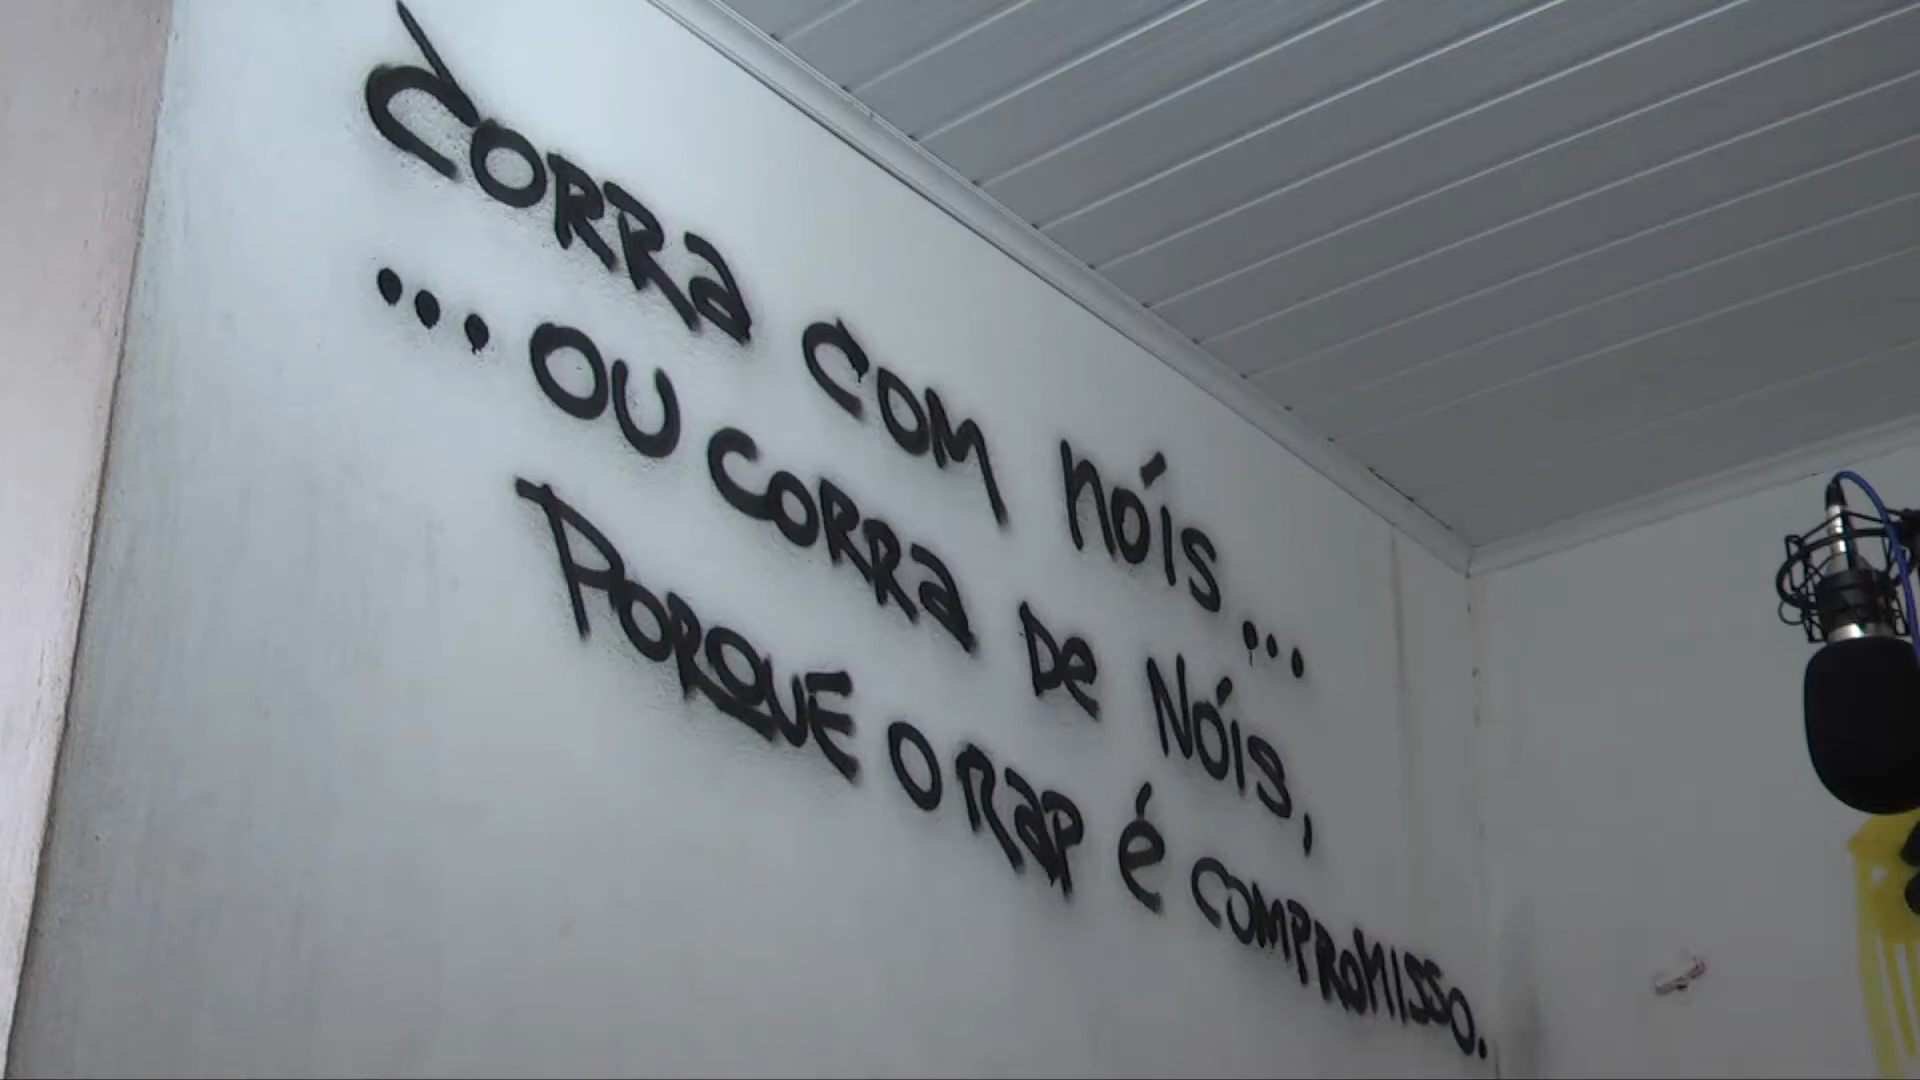 CORRA COM NÓIS...
...OU CORRA DE NÓIS,
PORQUE O RAP É COMPROMISSO.